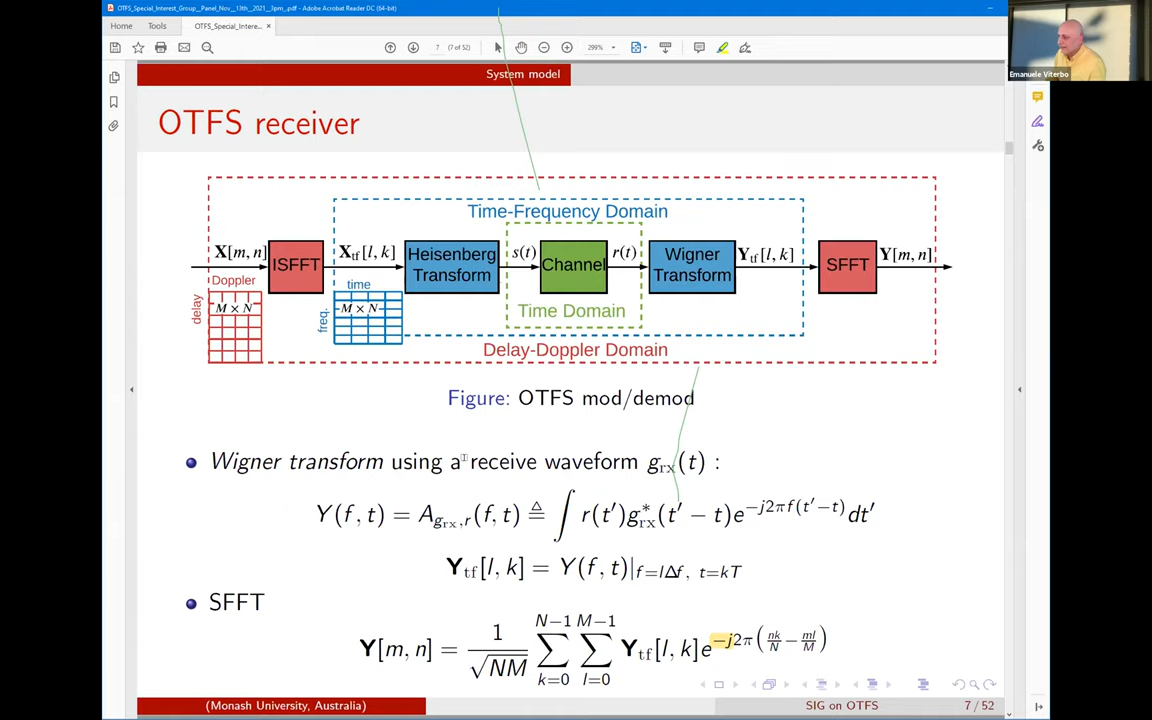 OTFS_Special_Interest_Group_Panel_Nov__13th__2021__3pm_.pdf - Adobe Acrobat Reader DC (64-bit)
Home Tools OTFS_Special_Intere... ×
7 (7 of 52) 299%
Emanuele Viterbo
System model
OTFS receiver
Time-Frequency Domain
X[m, n] ISFFT X_tf[l, k] Heisenberg Transform s(t) Channel r(t) Wigner Transform Y_tf[l, k] SFFT Y[m, n]
Doppler time
delay M × N freq. M × N Time Domain
Delay-Doppler Domain
Figure: OTFS mod/demod
Wigner transform using a receive waveform g_rx(t) :
Y(f, t) = A_{g_rx,r}(f, t) ≜ ∫ r(t′)g*_rx(t′ − t)e^{−j2πf(t′−t)}dt′
Y_tf[l, k] = Y(f, t)|_{f=lΔf, t=kT}
SFFT
Y[m, n] = 1/√NM ∑_{k=0}^{N−1} ∑_{l=0}^{M−1} Y_tf[l, k]e^{−j2π(nk/N − ml/M)}
(Monash University, Australia) SIG on OTFS 7 / 52